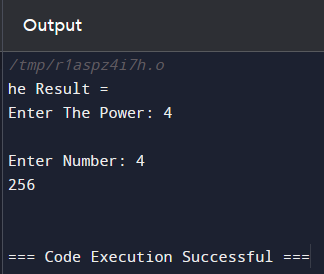 Output
/tmp/r1aspz4i7h.o
he Result =
Enter The Power: 4
Enter Number: 4
256
=== Code Execution Successful ===